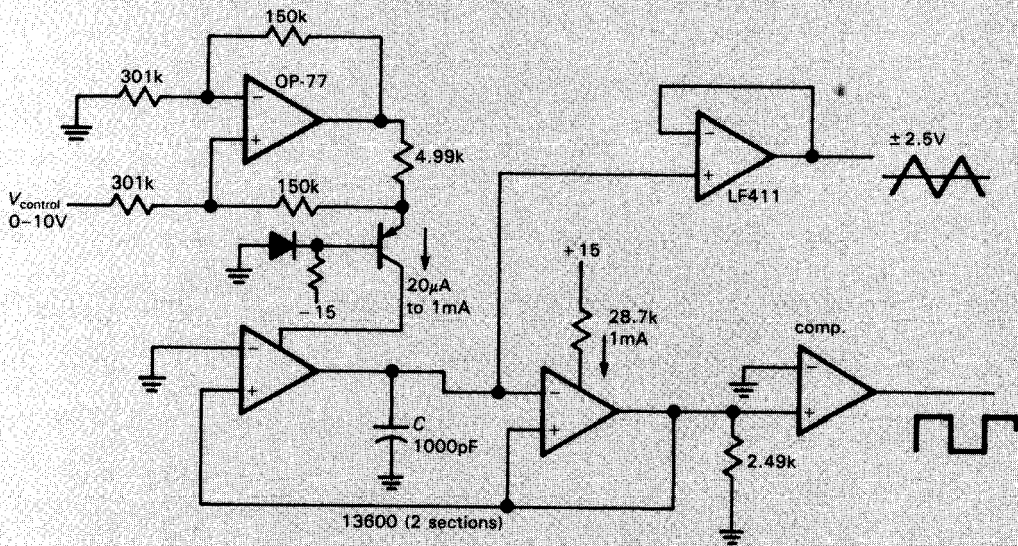 150k
OP-77
301k
−
+
4.99k
V control
0–10V
301k
150k
20μA
to 1mA
−15
−
+
LF411
± 2.5V
+15
28.7k
1mA
comp.
−
+
C
1000pF
−
+
−
+
2.49k
13600 (2 sections)